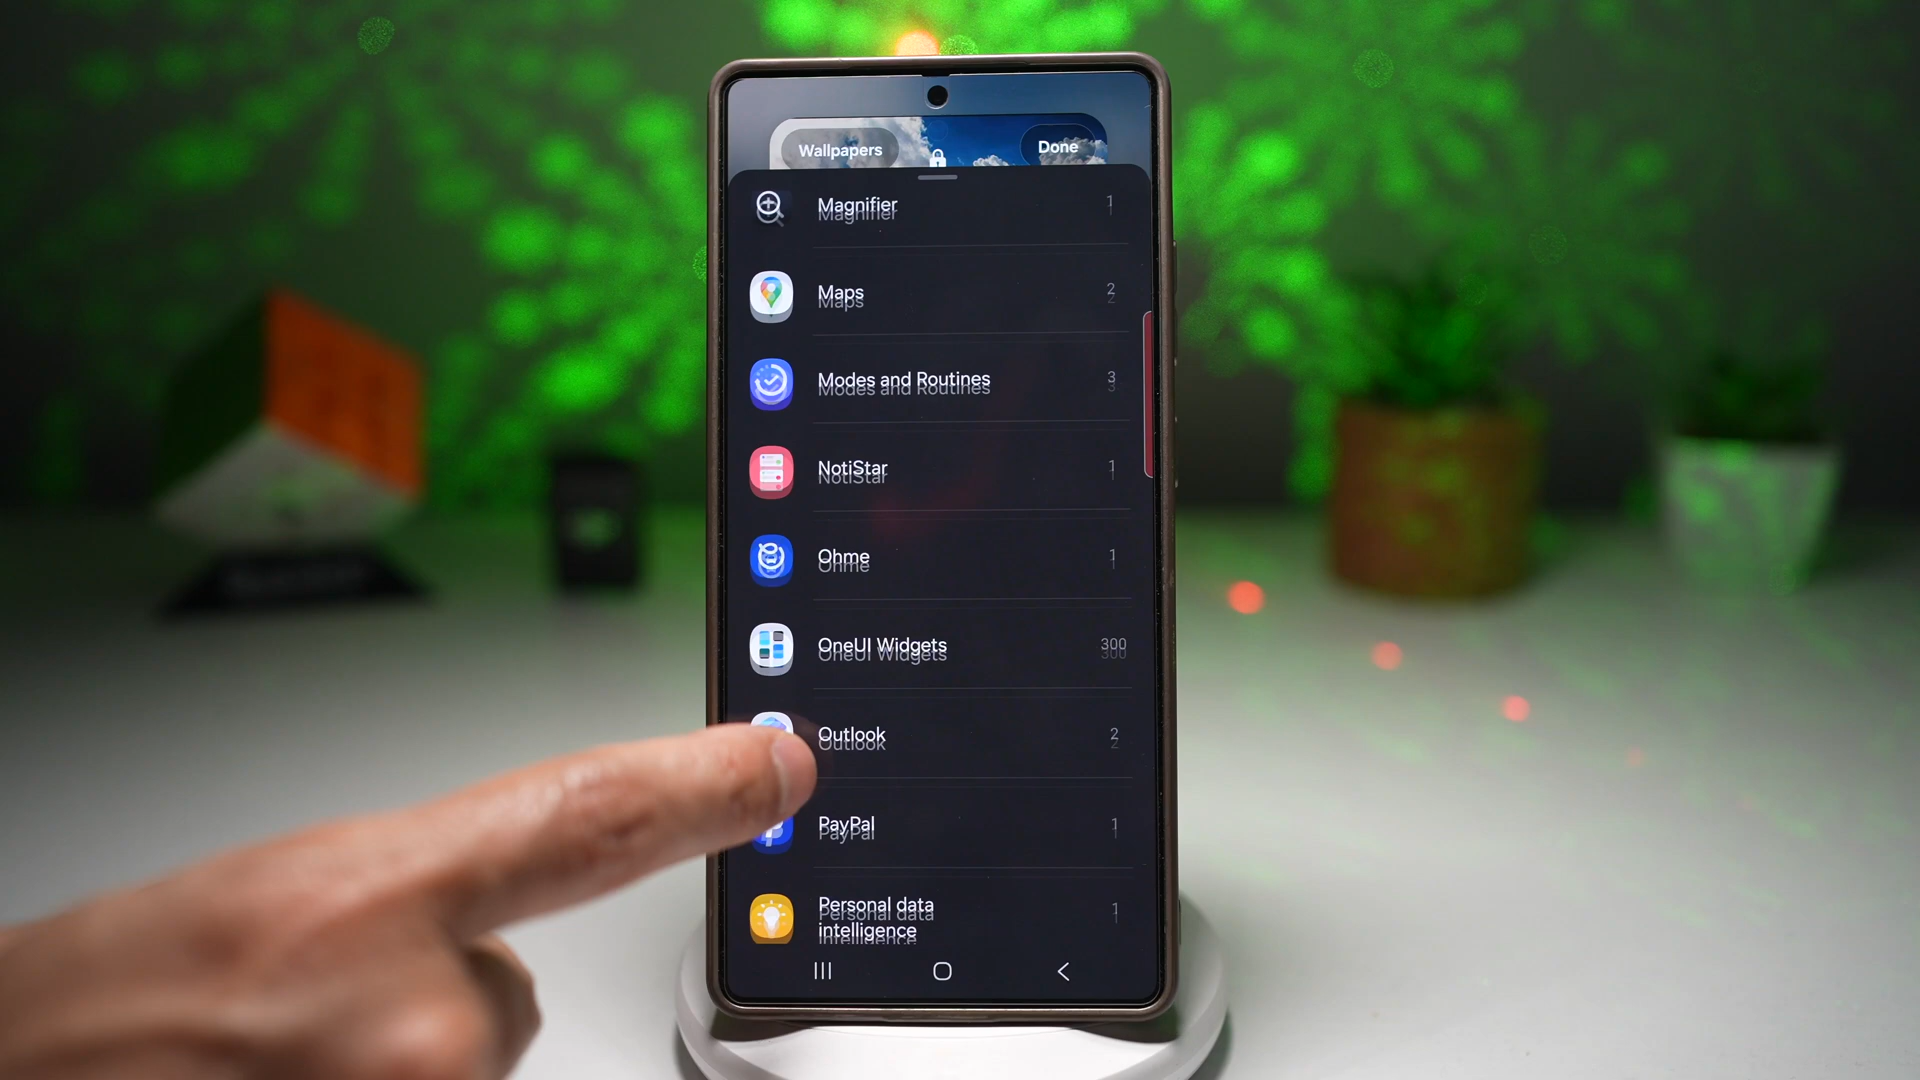 Wallpapers
Done
Magnifier 1
Maps 2
Modes and Routines 3
NotiStar 1
Ohme 1
OneUI Widgets 300
Outlook 2
PayPal 1
Personal data
intelligence 1